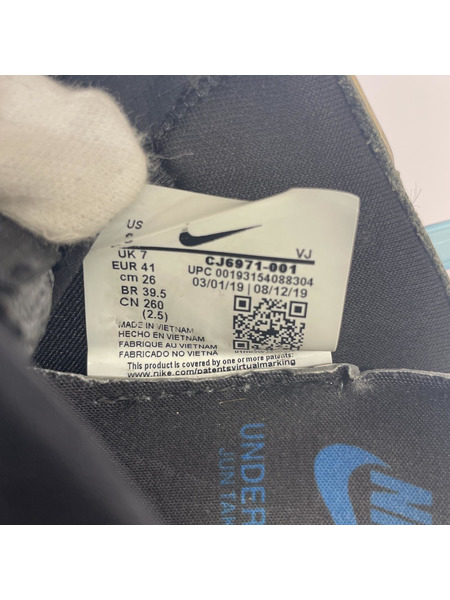 US
8
UK 7
EUR 41
cm 26
BR 39.5
CN 260
(2.5)
VJ
CJ6971-001
UPC 00193154088304
03/01/19 | 08/12/19
MADE IN VIETNAM
HECHO EN VIETNAM
FABRIQUE AU VIETNAM
FABRICADO NO VIETNA
This product is covered by one or more patents:
www.nike.com/patentsvirtualmarking
UNDER
JUN TAK